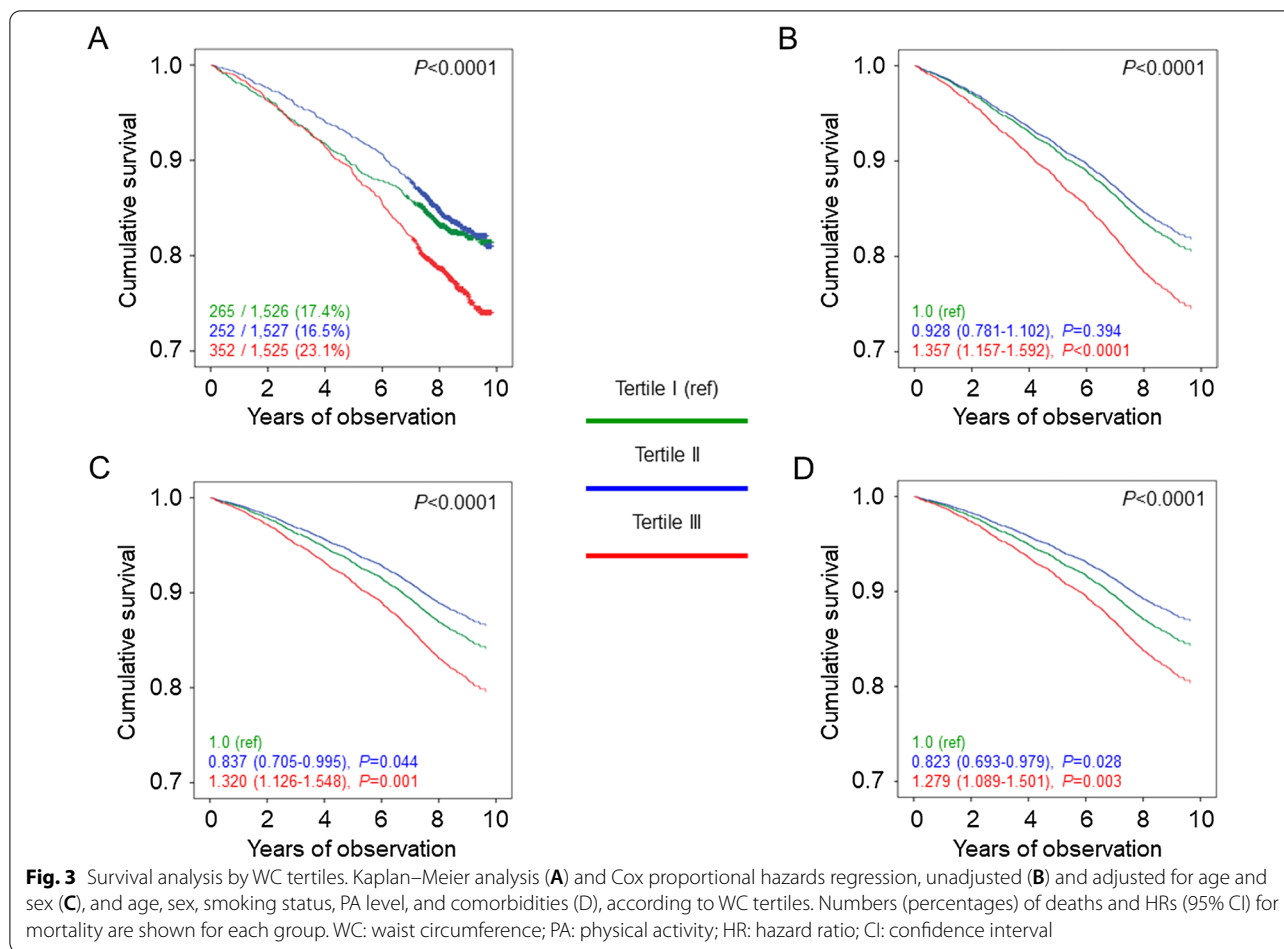 A
P<0.0001
1.0
0.9
0.8
0.7
Cumulative survival
265 / 1,526 (17.4%)
252 / 1,527 (16.5%)
352 / 1,525 (23.1%)
0 2 4 6 8 10
Years of observation
B
P<0.0001
1.0
0.9
0.8
0.7
Cumulative survival
1.0 (ref)
0.928 (0.781-1.102), P=0.394
1.357 (1.157-1.592), P<0.0001
0 2 4 6 8 10
Years of observation
Tertile Ⅰ (ref)
Tertile Ⅱ
Tertile Ⅲ
C
P<0.0001
1.0
0.9
0.8
0.7
Cumulative survival
1.0 (ref)
0.837 (0.705-0.995), P=0.044
1.320 (1.126-1.548), P=0.001
0 2 4 6 8 10
Years of observation
D
P<0.0001
1.0
0.9
0.8
0.7
Cumulative survival
1.0 (ref)
0.823 (0.693-0.979), P=0.028
1.279 (1.089-1.501), P=0.003
0 2 4 6 8 10
Years of observation
Fig. 3 Survival analysis by WC tertiles. Kaplan–Meier analysis (A) and Cox proportional hazards regression, unadjusted (B) and adjusted for age and
sex (C), and age, sex, smoking status, PA level, and comorbidities (D), according to WC tertiles. Numbers (percentages) of deaths and HRs (95% CI) for
mortality are shown for each group. WC: waist circumference; PA: physical activity; HR: hazard ratio; CI: confidence interval